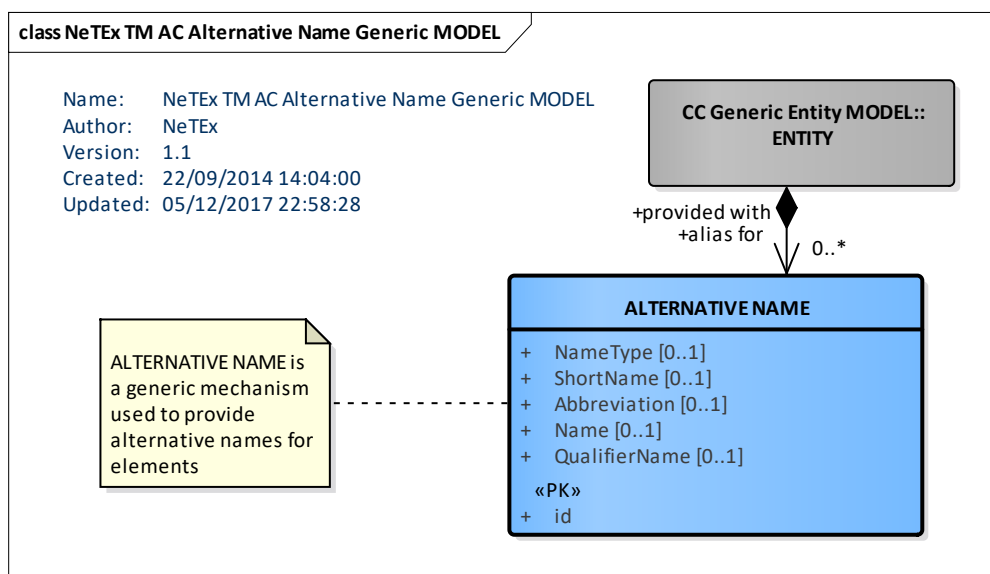 class NeTEx TM AC Alternative Name Generic MODEL
Name: NeTEx TM AC Alternative Name Generic MODEL
Author: NeTEx
Version: 1.1
Created: 22/09/2014 14:04:00
Updated: 05/12/2017 22:58:28
CC Generic Entity MODEL::
ENTITY
+provided with
+alias for
0..*
ALTERNATIVE NAME
+ NameType [0..1]
+ ShortName [0..1]
+ Abbreviation [0..1]
+ Name [0..1]
+ QualifierName [0..1]
«PK»
+ id
ALTERNATIVE NAME is
a generic mechanism
used to provide
alternative names for
elements